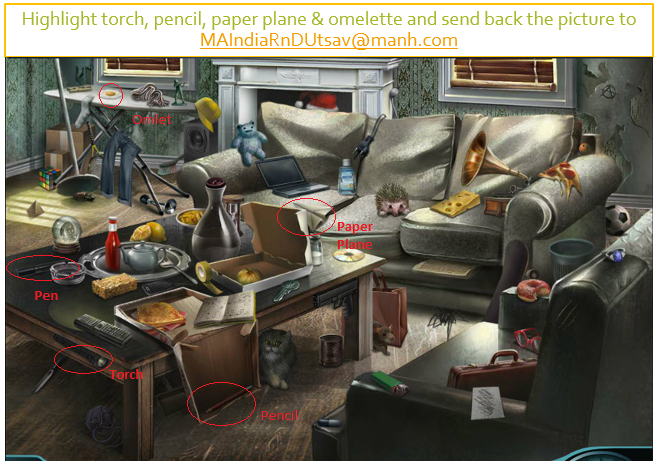 Highlight torch, pencil, paper plane & omelette and send back the picture to
MAIndiaRnDUtsav@manh.com
Omlet
Paper
Plane
Pen
Torch
Pencil